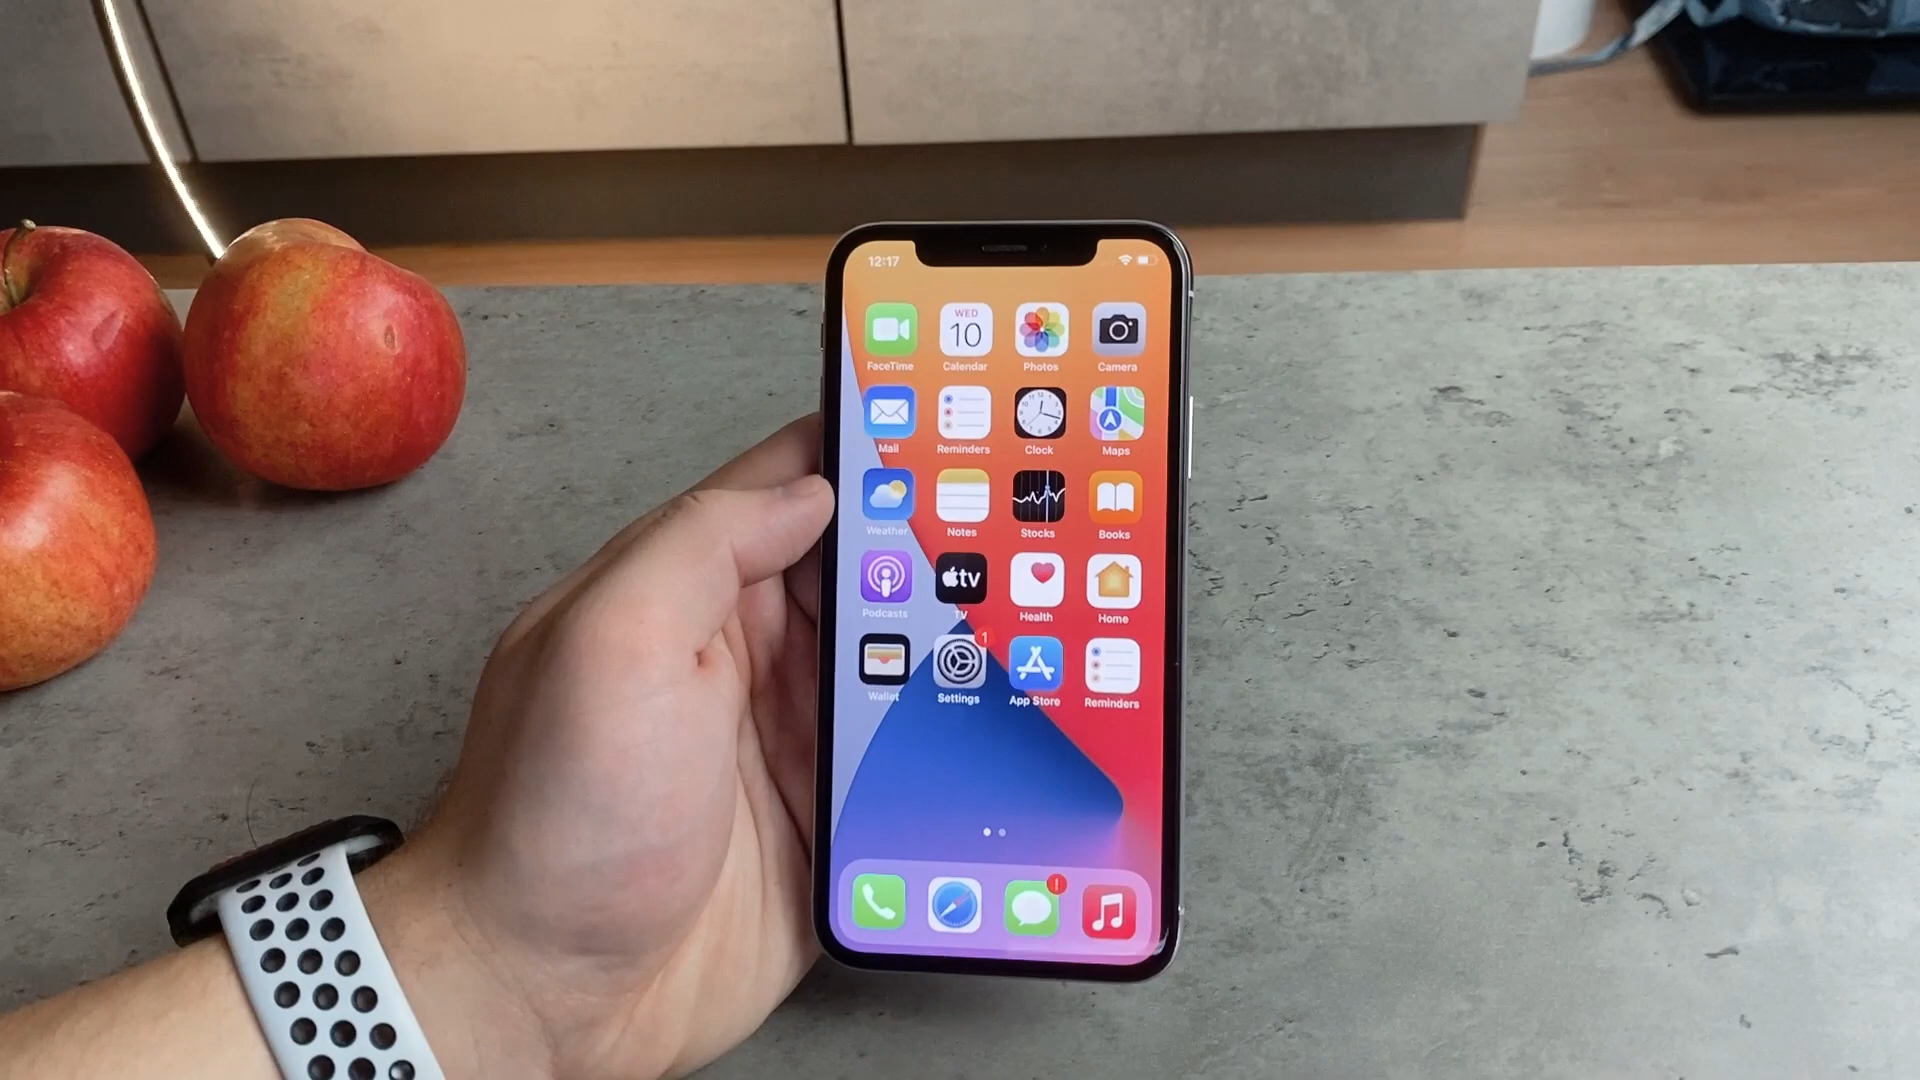 12:17
WED
10
FaceTime Calendar Photos Camera
Mail Reminders Clock Maps
Weather Notes Stocks Books
tv
Podcasts TV Health Home
1
Wallet Settings App Store Reminders
!